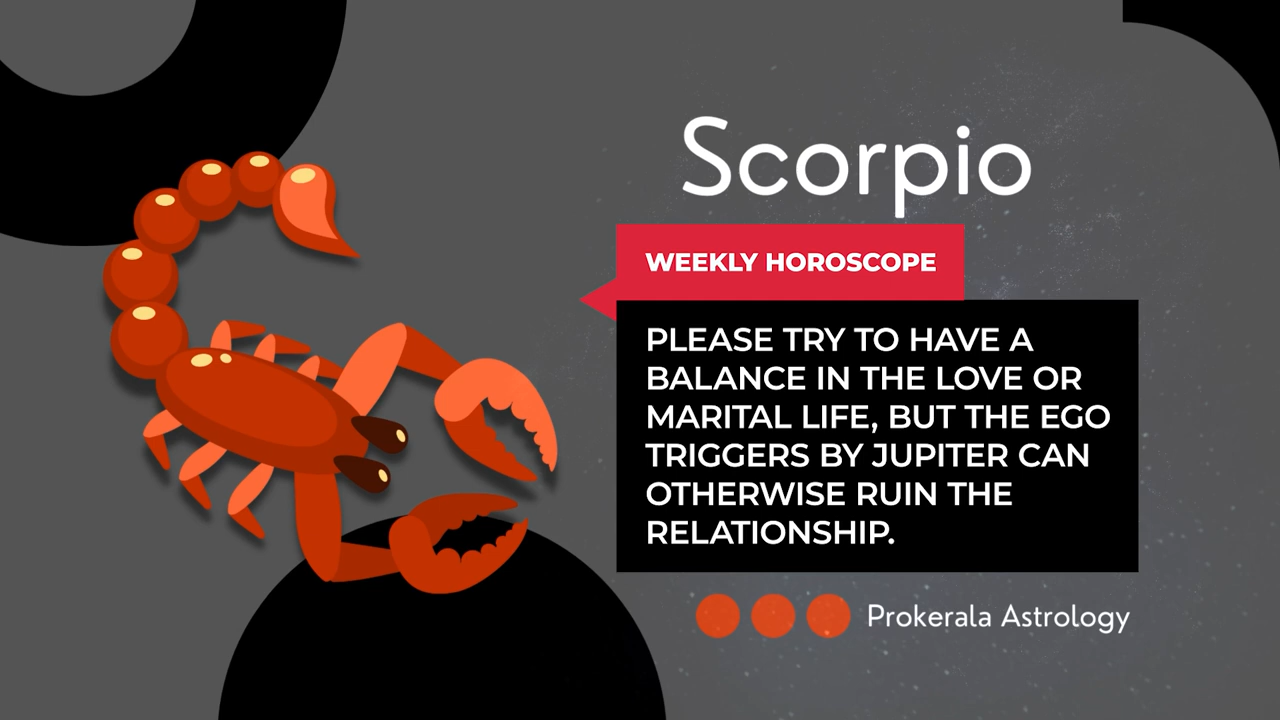 Scorpio
WEEKLY HOROSCOPE
PLEASE TRY TO HAVE A
BALANCE IN THE LOVE OR
MARITAL LIFE, BUT THE EGO
TRIGGERS BY JUPITER CAN
OTHERWISE RUIN THE
RELATIONSHIP.
Prokerala Astrology